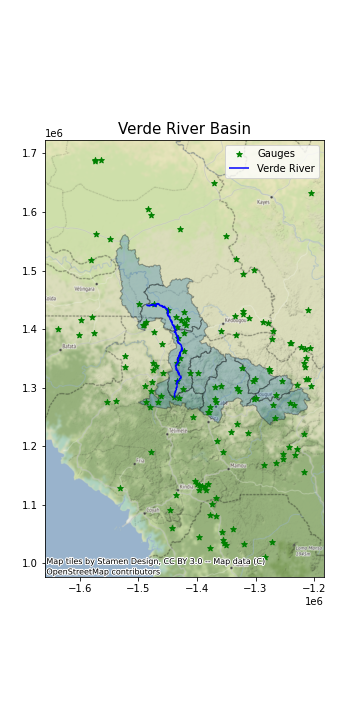 Verde River Basin
1e6
Gauges
Verde River
1.7
1.6
1.5
1.4
1.3
1.2
1.1
1.0
Kayes
Map tiles by Stamen Design, CC BY 3.0 -- Map data (C)
OpenStreetMap contributors
−1.6
−1.5
−1.4
−1.3
−1.2
1e6